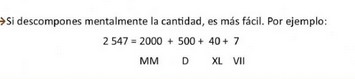 →Si descompones mentalmente la cantidad, es más fácil. Por ejemplo:
2 547 = 2000 + 500 + 40 + 7
MM D XL VII